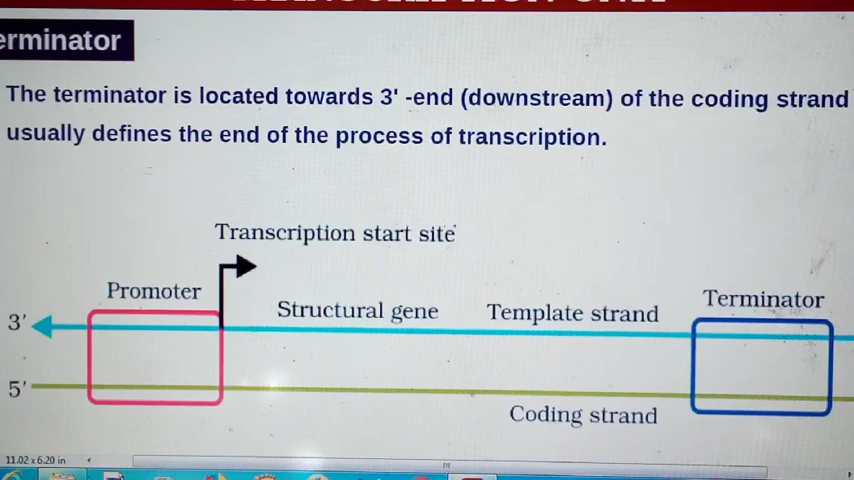 erminator
The terminator is located towards 3' -end (downstream) of the coding strand
usually defines the end of the process of transcription.
Transcription start site
Promoter
Structural gene
Template strand
Terminator
3'
5'
Coding strand
11.02 x 6.20 in